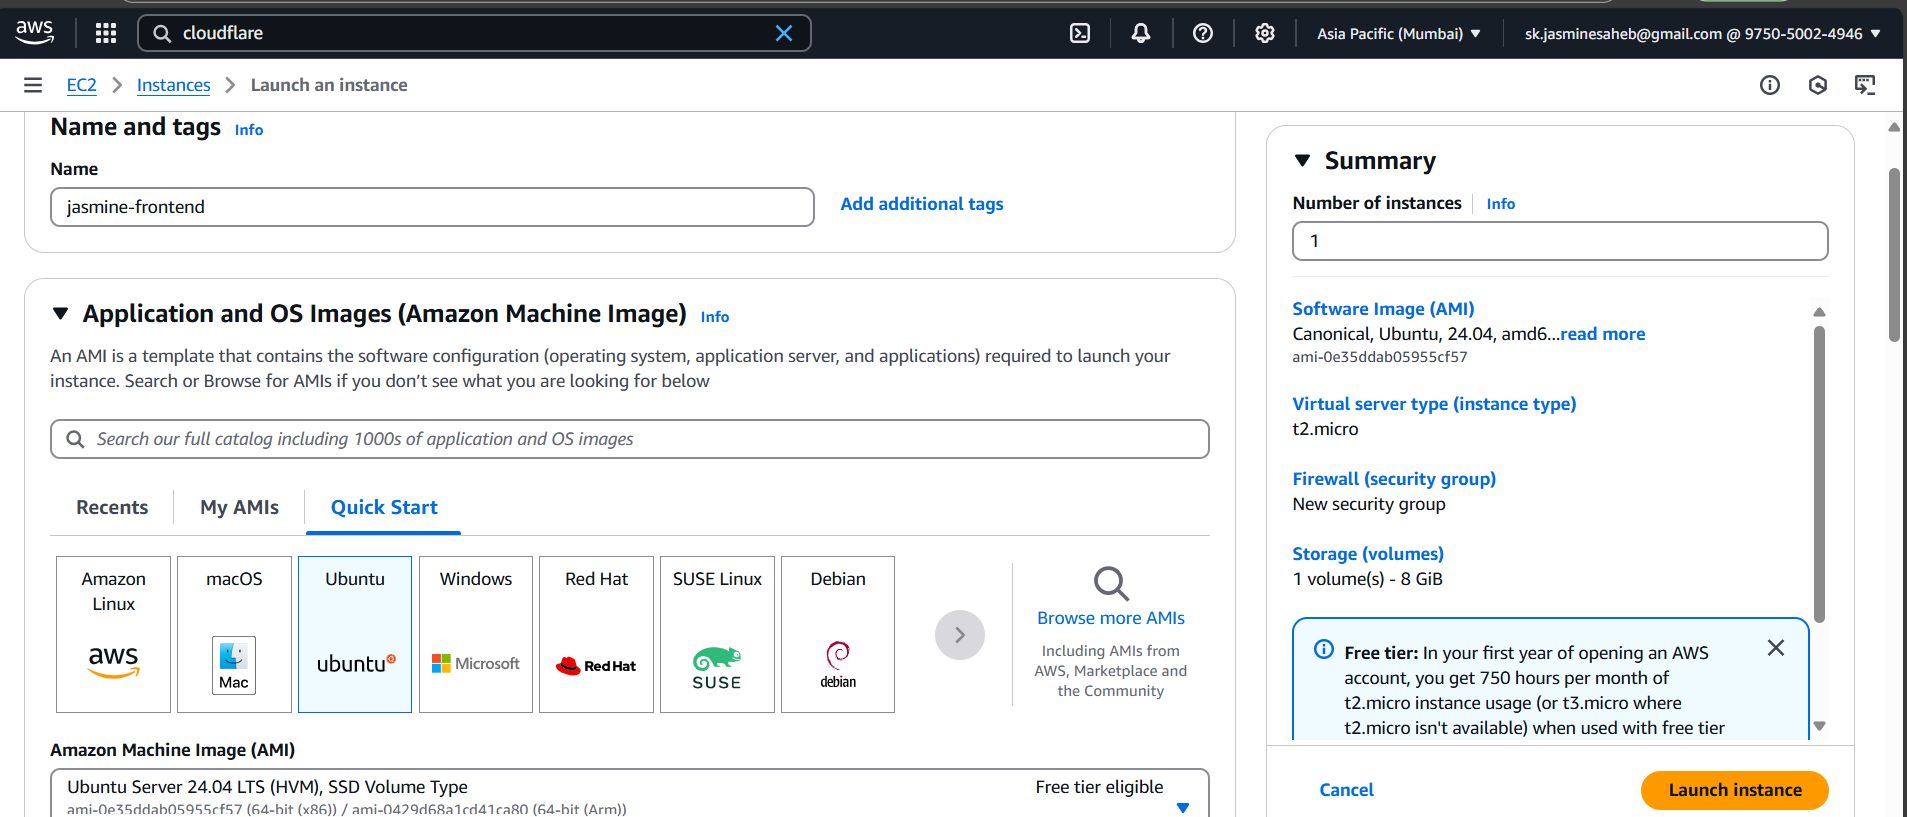 aws
cloudflare
Asia Pacific (Mumbai)
sk.jasminesaheb@gmail.com @ 9750-5002-4946
EC2
Instances
Launch an instance
Name and tags
Info
Name
jasmine-frontend
Add additional tags
Application and OS Images (Amazon Machine Image)
Info
An AMI is a template that contains the software configuration (operating system, application server, and applications) required to launch your
instance. Search or Browse for AMIs if you don't see what you are looking for below
Search our full catalog including 1000s of application and OS images
Recents
My AMIs
Quick Start
Amazon
Linux
aws
macOS
Mac
Ubuntu
ubuntu
Windows
Microsoft
Red Hat
Red Hat
SUSE Linux
SUSE
Debian
debian
Browse more AMIs
Including AMIs from
AWS, Marketplace and
the Community
Amazon Machine Image (AMI)
Ubuntu Server 24.04 LTS (HVM), SSD Volume Type
Free tier eligible
ami-0e35ddab05955cf57 (64-bit (x86)) / ami-0429d68a1cd41ca80 (64-bit (Arm))
Summary
Number of instances
Info
1
Software Image (AMI)
Canonical, Ubuntu, 24.04, amd6...read more
ami-0e35ddab05955cf57
Virtual server type (instance type)
t2.micro
Firewall (security group)
New security group
Storage (volumes)
1 volume(s) - 8 GiB
Free tier: In your first year of opening an AWS
account, you get 750 hours per month of
t2.micro instance usage (or t3.micro where
t2.micro isn't available) when used with free tier
Cancel
Launch instance